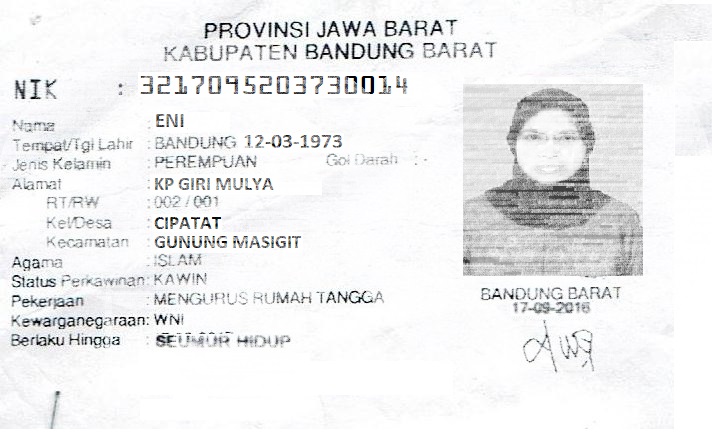 PROVINSI JAWA BARAT
KABUPATEN BANDUNG BARAT
NIK : 3217095203730014
Nama : ENI
Tempat/Tgl Lahir : BANDUNG 12-03-1973
Jenis Kelamin : PEREMPUAN Gol Darah : -
Alamat : KP GIRI MULYA
RT/RW : 002 / 001
Kel/Desa : CIPATAT
Kecamatan : GUNUNG MASIGIT
Agama : ISLAM
Status Perkawinan: KAWIN
Pekerjaan : MENGURUS RUMAH TANGGA
Kewarganegaraan: WNI
Berlaku Hingga : SEUMUR HIDUP
BANDUNG BARAT
17-09-2016